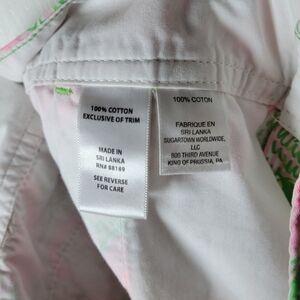 100% COTTON
EXCLUSIVE OF TRIM
MADE IN
SRI LANKA
RN# 98169
SEE REVERSE
FOR CARE
100% COTON
FABRIQUE EN
SRI LANKA
SUGARTOWN WORLDWIDE,
LLC
800 THIRD AVENUE
KING OF PRUSSIA, PA